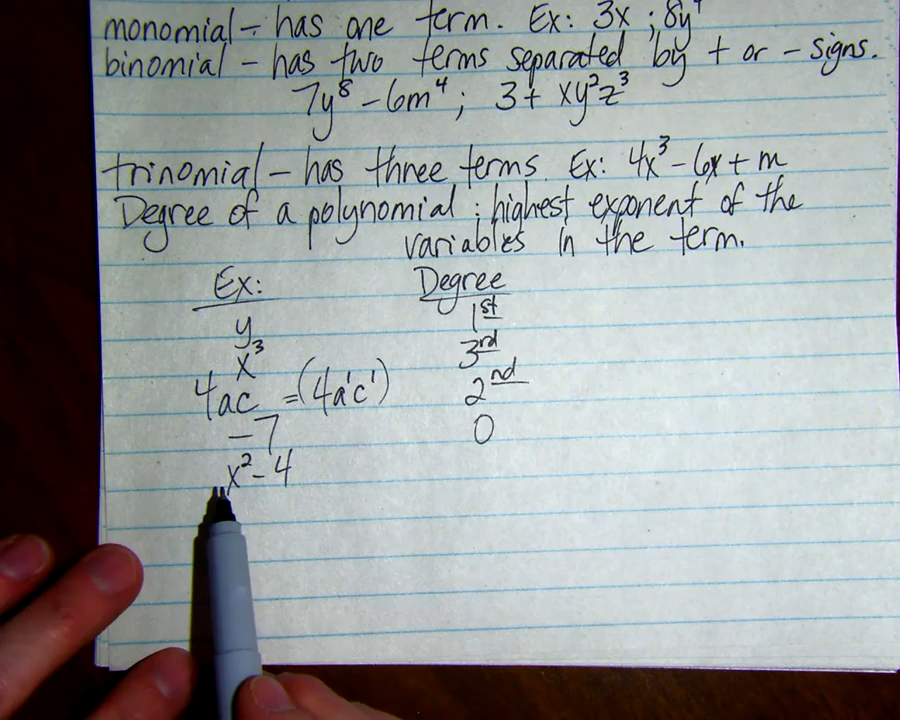 monomial - has one term. Ex: 3x ; 8y
binomial - has two terms separated by + or - signs.
7y⁸ - 6m⁴ ; 3 + xy²z³
trinomial - has three terms. Ex: 4x³ - 6x + m
Degree of a polynomial : highest exponent of the
variables in the term.
Ex: Degree
y 1st
x³ 3rd
4ac = (4a¹c¹) 2nd
-7 0
x² - 4